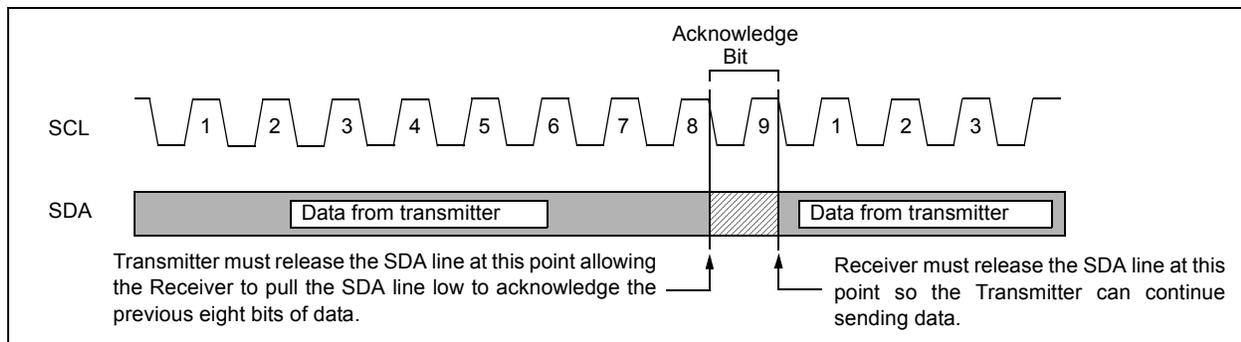 Acknowledge
Bit
SCL 1 2 3 4 5 6 7 8 9 1 2 3
SDA Data from transmitter Data from transmitter
Transmitter must release the SDA line at this point allowing
the Receiver to pull the SDA line low to acknowledge the
previous eight bits of data.
Receiver must release the SDA line at this
point so the Transmitter can continue
sending data.